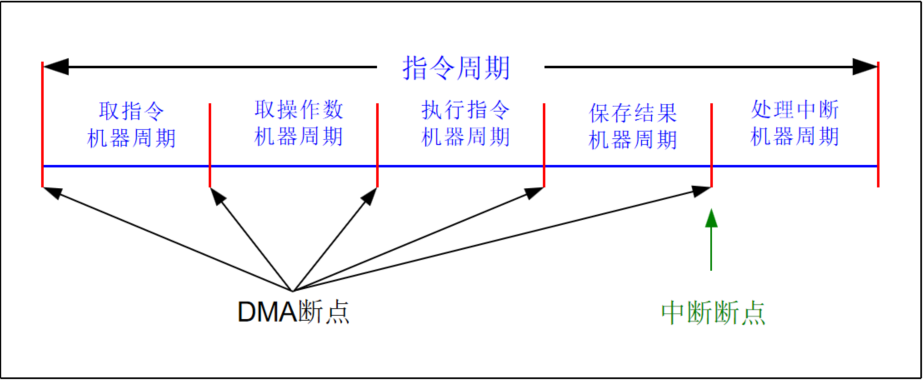 指令周期
取指令
机器周期
取操作数
机器周期
执行指令
机器周期
保存结果
机器周期
处理中断
机器周期
DMA断点
中断断点